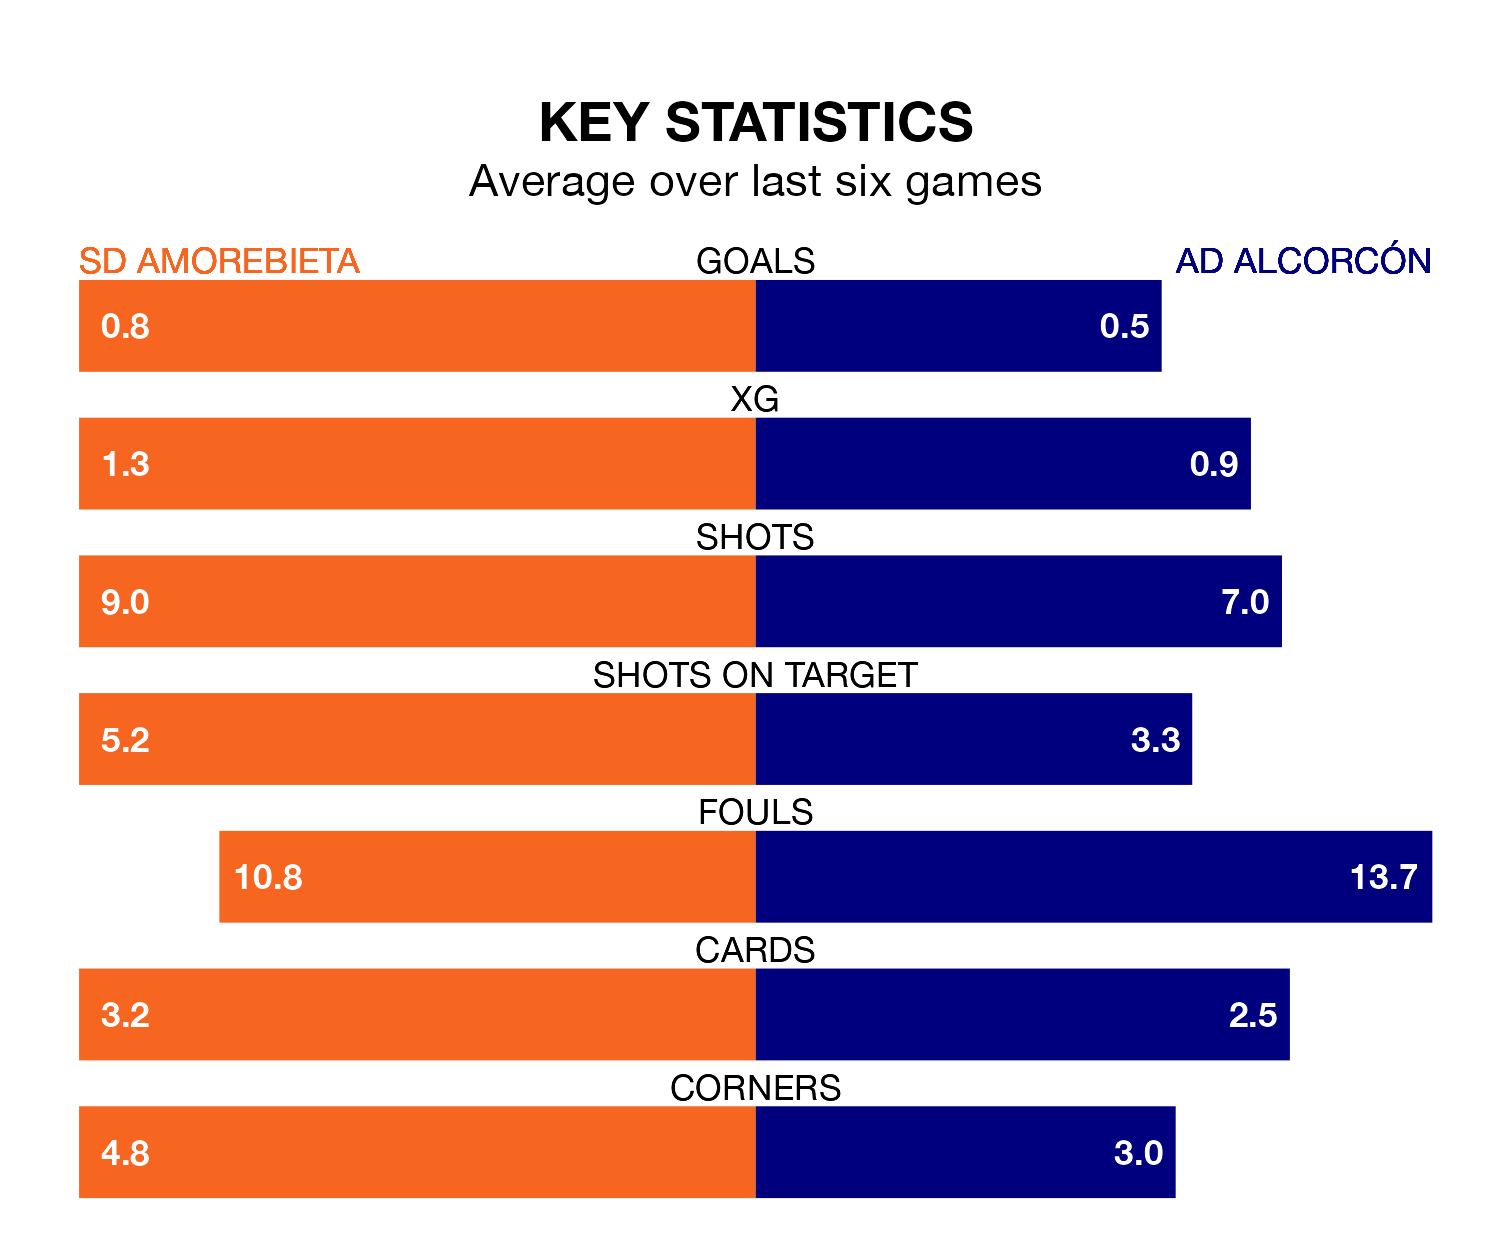 KEY STATISTICS
Average over last six games
SD AMOREBIETA GOALS AD ALCORCÓN
0.8 0.5
XG
1.3 0.9
SHOTS
9.0 7.0
SHOTS ON TARGET
5.2 3.3
FOULS
10.8 13.7
CARDS
3.2 2.5
CORNERS
4.8 3.0